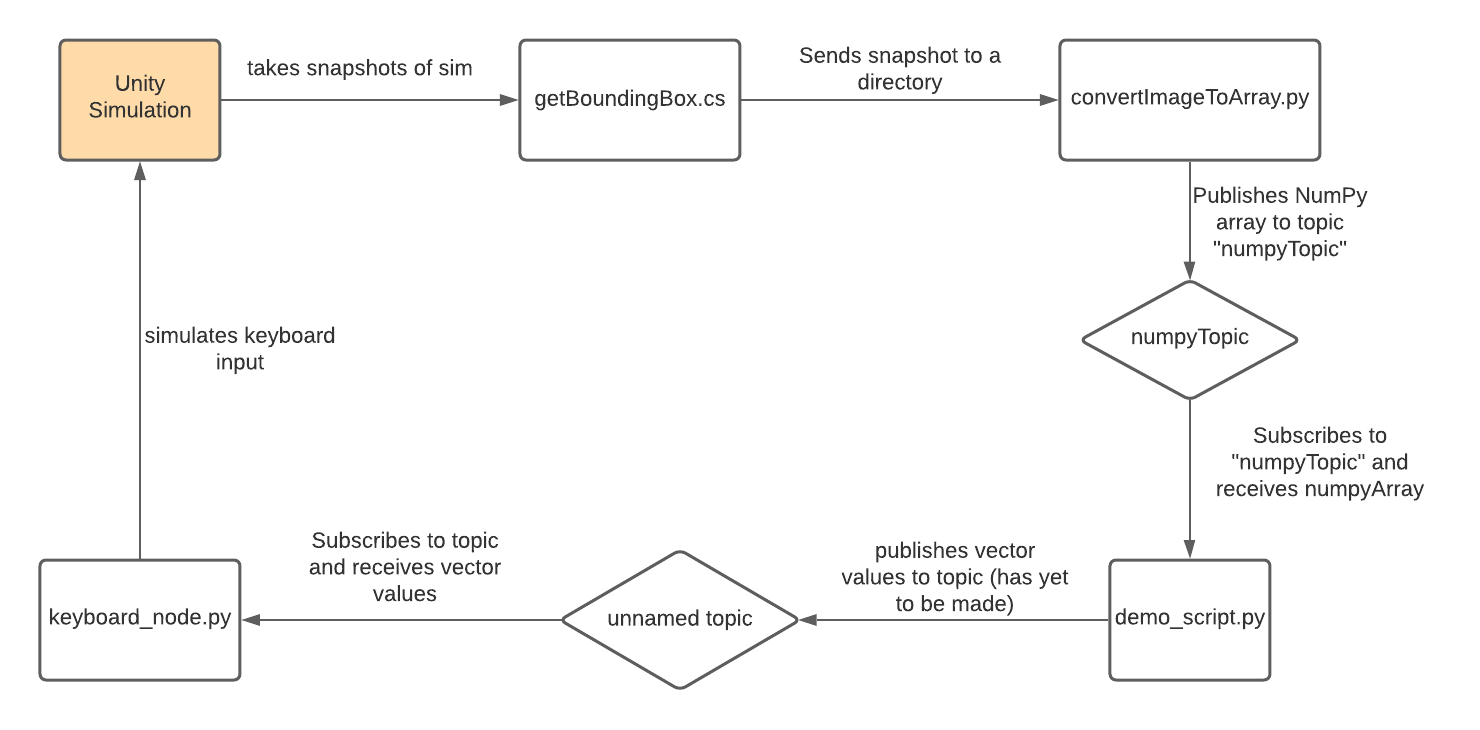 Unity
Simulation
takes snapshots of sim
getBoundingBox.cs
Sends snapshot to a
directory
convertImageToArray.py
Publishes NumPy
array to topic
"numpyTopic"
numpyTopic
Subscribes to
"numpyTopic" and
receives numpyArray
demo_script.py
publishes vector
values to topic (has yet
to be made)
unnamed topic
Subscribes to topic
and receives vector
values
keyboard_node.py
simulates keyboard
input